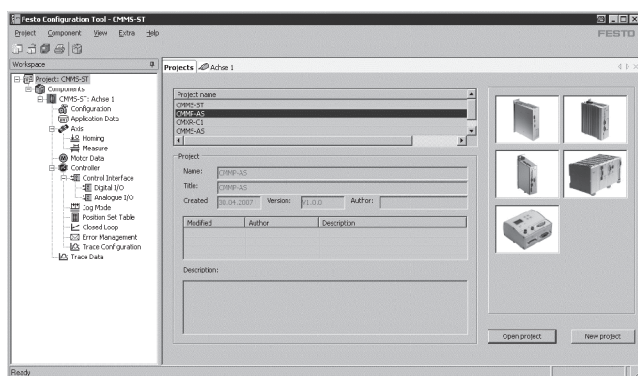 Festo Configuration Tool - CMMS-ST
Project Component View Extra Help
FESTO
Workspace
Projects Achse 1
Project: CMMS-ST
Components
CMMS-ST: Achse 1
Configuration
Application Data
Axis
Homing
Measure
Motor Data
Controller
Control Interface
Digital I/O
Analogue I/O
Jog Mode
Position Set Table
Closed Loop
Error Management
Trace Configuration
Trace Data
Project name
CMMS-ST
CMMP-AS
CMXR-C1
CMMS-AS
Project
Name: CMMP-AS
Title: CMMP-AS
Created .04.2007 Version: V1.0.0 Author:
Modified Author Description
Description:
Open project New project
Ready